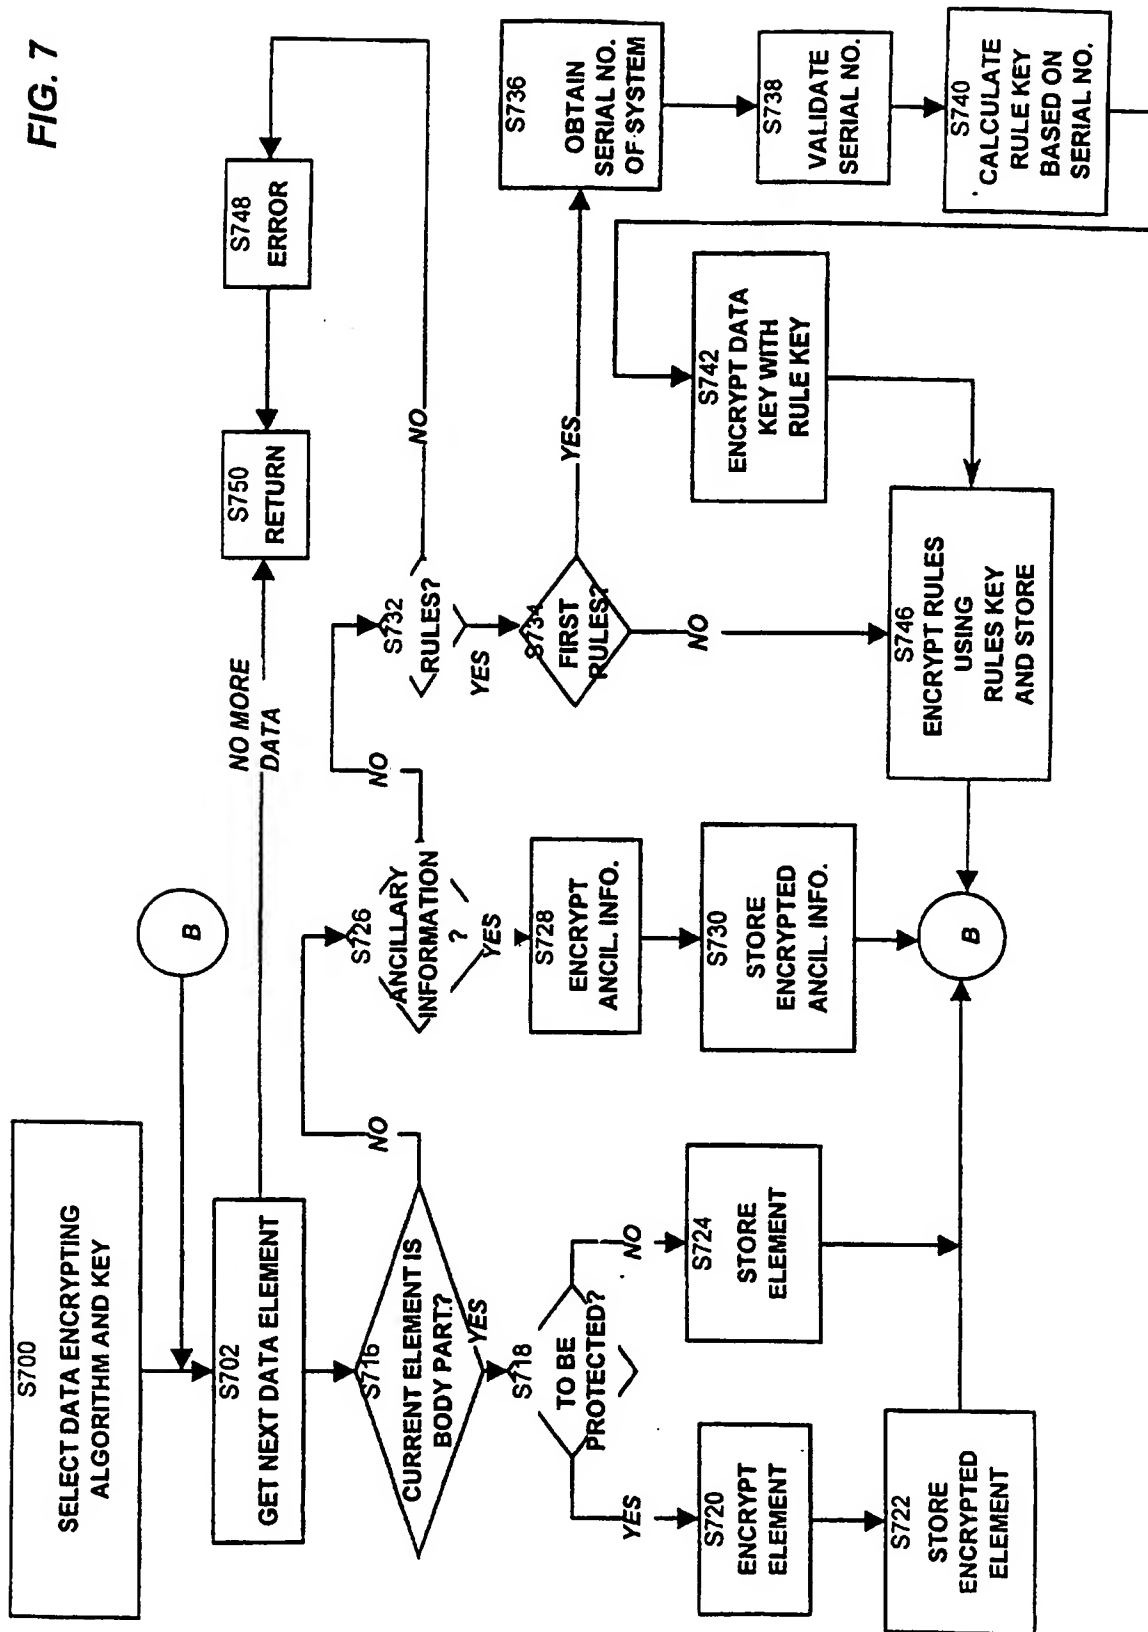 FIG. 7
S700
SELECT DATA ENCRYPTING
ALGORITHM AND KEY
B
S702
GET NEXT DATA ELEMENT
NO MORE
DATA
S750
RETURN
S748
ERROR
S716
CURRENT ELEMENT IS
BODY PART?
NO
YES
S726
ANCILLARY
INFORMATION
?
NO
YES
S732
RULES?
NO
YES
S718
TO BE
PROTECTED?
YES
NO
S720
ENCRYPT
ELEMENT
S722
STORE
ENCRYPTED
ELEMENT
S724
STORE
ELEMENT
S728
ENCRYPT
ANCIL. INFO.
S730
STORE
ENCRYPTED
ANCIL. INFO.
S734
FIRST
RULES?
YES
NO
S736
OBTAIN
SERIAL NO.
OF SYSTEM
S738
VALIDATE
SERIAL NO.
S740
CALCULATE
RULE KEY
BASED ON
SERIAL NO.
S742
ENCRYPT DATA
KEY WITH
RULE KEY
S746
ENCRYPT RULES
USING
RULES KEY
AND STORE
B